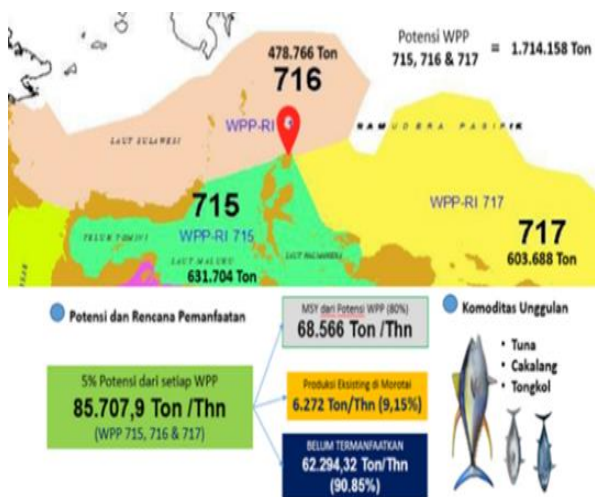 Potensi WPP
715, 716 & 717 = 1.714.158 Ton
478.766 Ton
716
WPP-RI
SAMUDERA PASIFIK
LAUT SULAWESI
715
WPP-RI 715
WPP-RI 717
717
603.688 Ton
TELUK TOMINI
LAUT MALUKU
LAUT HALMAHERA
631.704 Ton
Potensi dan Rencana Pemanfaatan
MSY dari Potensi WPP (80%)
68.566 Ton /Thn
Komoditas Unggulan
• Tuna
• Cakalang
• Tongkol
5% Potensi dari setiap WPP
85.707,9 Ton /Thn
(WPP 715, 716 & 717)
Produksi Eksisting di Morotai
6.272 Ton/Thn (9,15%)
BELUM TERMANFAATKAN
62.294,32 Ton/Thn
(90.85%)